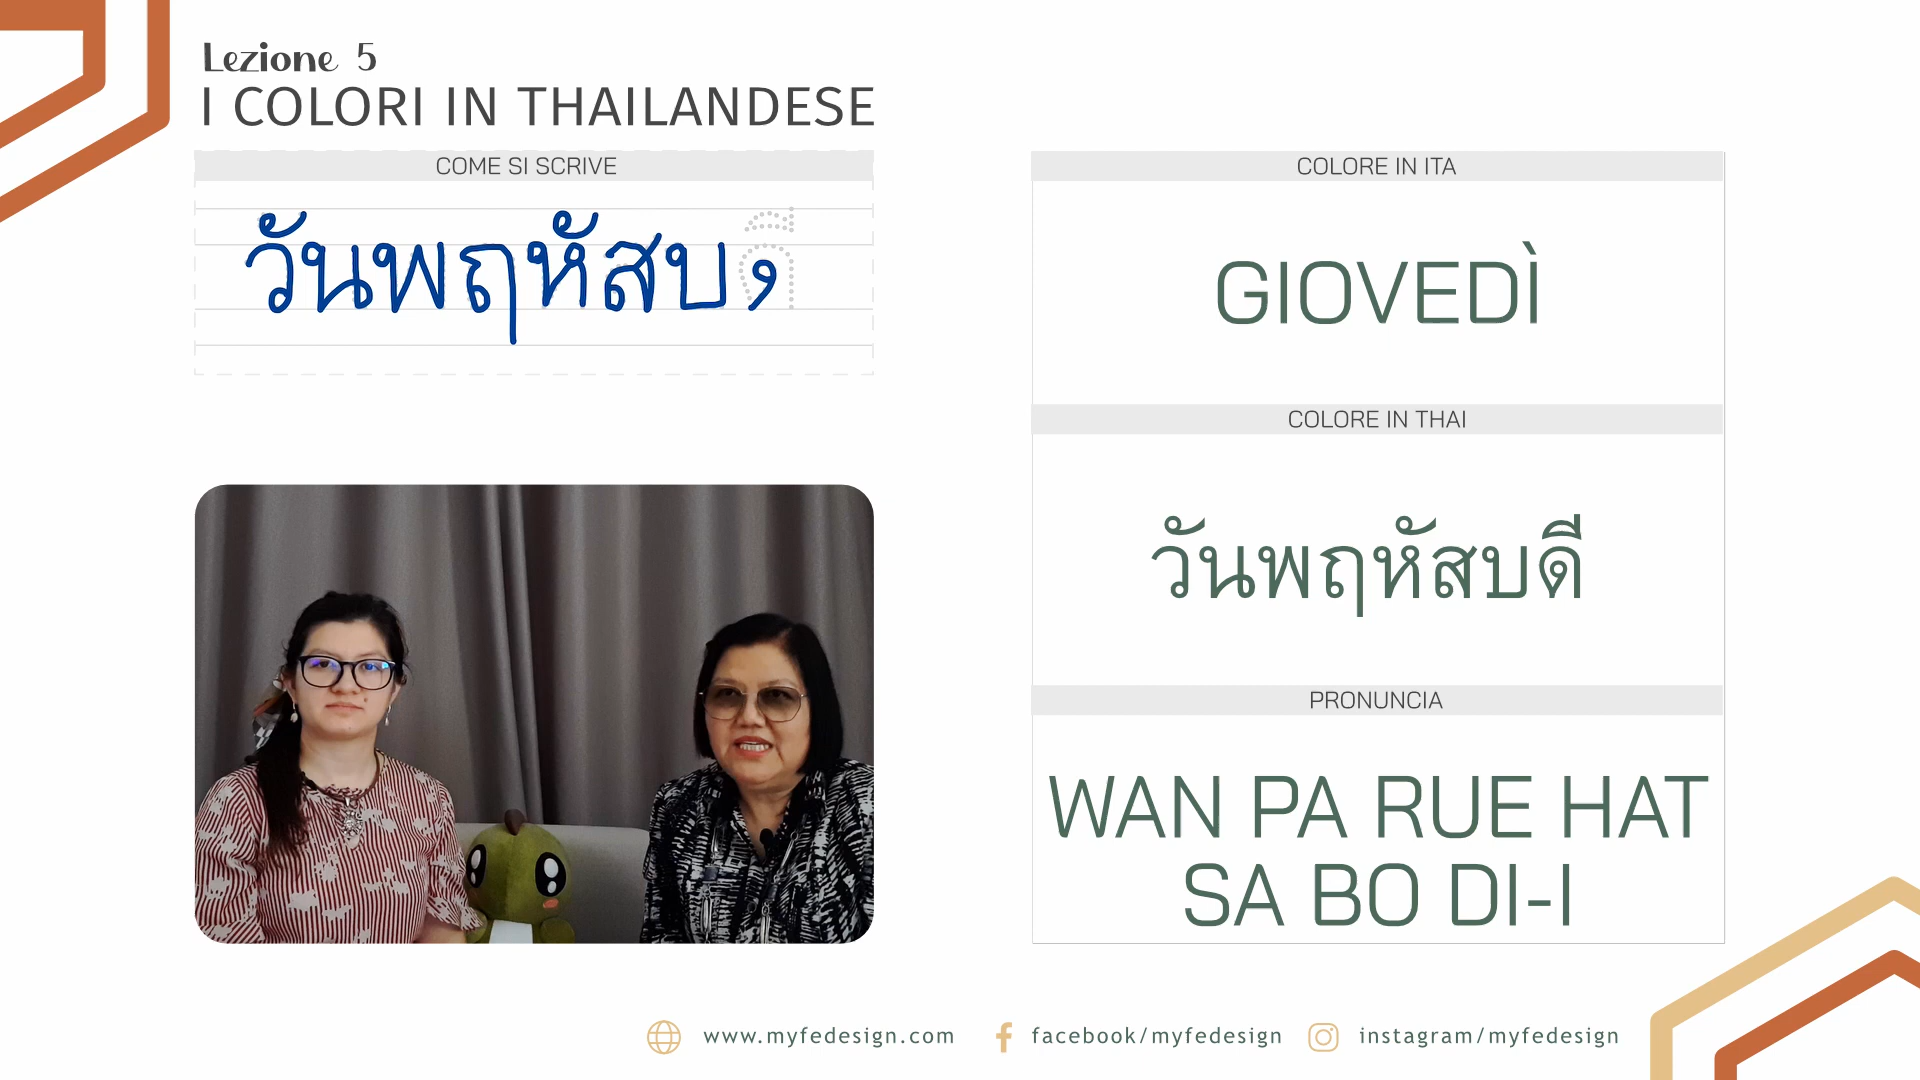 Lezione 5
I COLORI IN THAILANDESE
COME SI SCRIVE
วันพฤหัสบดี
COLORE IN ITA
GIOVEDÌ
COLORE IN THAI
วันพฤหัสบดี
PRONUNCIA
WAN PA RUE HAT
SA BO DI-I
www.myfedesign.com
facebook/myfedesign
instagram/myfedesign